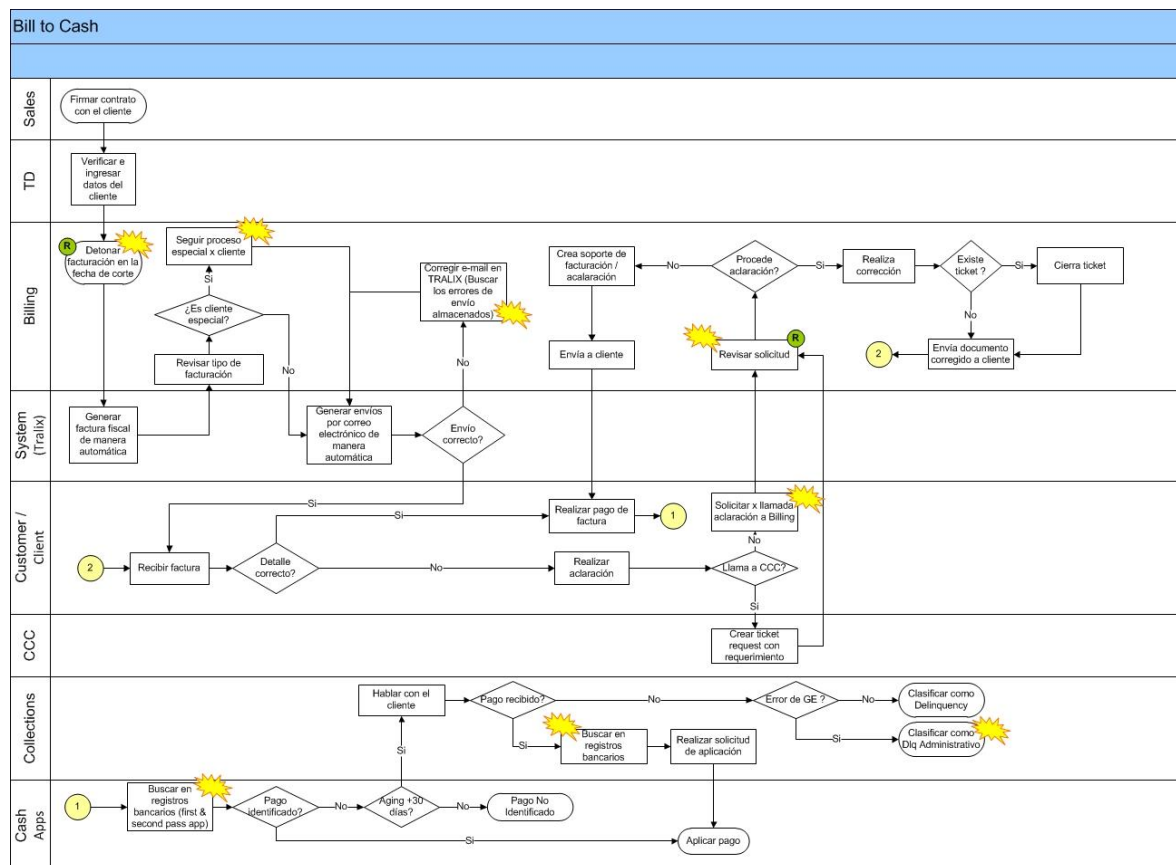 Bill to Cash
Sales
Firmar contrato
con el cliente
TD
Verificar e
ingresar
datos del
cliente
Billing
R
Detonar
facturación en la
fecha de corte
Seguir proceso
especial x cliente
Si
¿Es cliente
especial?
No
Revisar tipo de
facturación
Corregir e-mail en
TRALIX (Buscar
los errores de
envío
almacenados)
No
Crea soporte de
facturación /
acalaración
No
Procede
aclaración?
Si
Realiza
corrección
Existe
ticket ?
Si
Cierra ticket
No
Envía a cliente
Revisar solicitud
R
2
Envía documento
corregido a cliente
System
(Tralix)
Generar
factura fiscal
de manera
automática
Generar envíos
por correo
electrónico de
manera
automática
Envío
correcto?
Si
Customer /
Client
2
Recibir factura
Detalle
correcto?
Si
No
Realizar pago de
factura
1
Realizar
aclaración
Solicitar x llamada
aclaración a Billing
No
Llama a CCC?
Si
CCC
Crear ticket
request con
requerimiento
Collections
Hablar con el
cliente
Si
Pago recibido?
No
Si
Buscar en
registros
bancarios
Realizar solicitud
de aplicación
Error de GE ?
No
Clasificar como
Delinquency
Si
Clasificar como
Dlq Administrativo
Cash
Apps
1
Buscar en
registros
bancarios (first &
second pass app)
Pago
identificado?
No
Aging +30
días?
No
Pago No
Identificado
Si
Aplicar pago